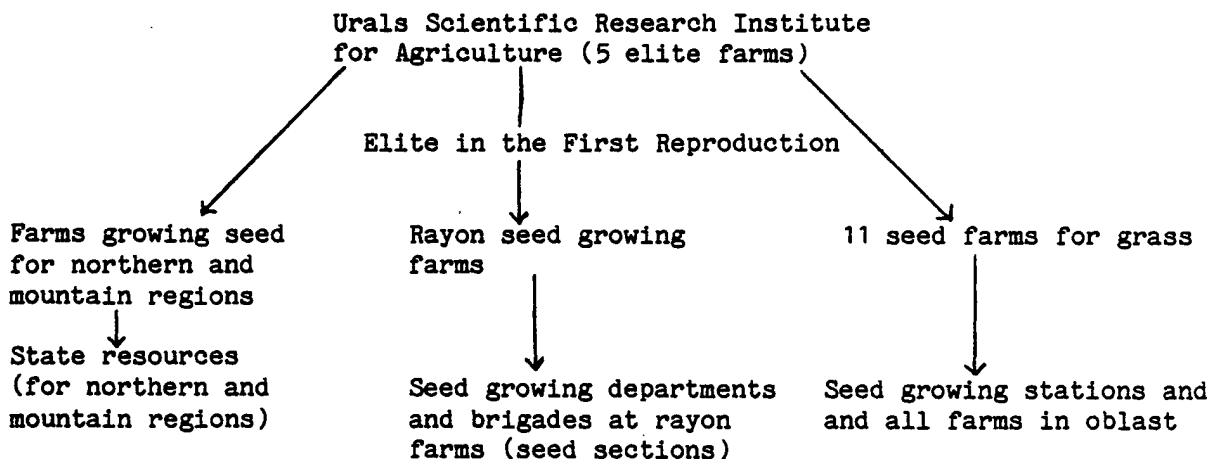 Urals Scientific Research Institute
for Agriculture (5 elite farms)
Elite in the First Reproduction
Farms growing seed
for northern and
mountain regions
Rayon seed growing
farms
11 seed farms for grass
State resources
(for northern and
mountain regions)
Seed growing departments
and brigades at rayon
farms (seed sections)
Seed growing stations and
and all farms in oblast